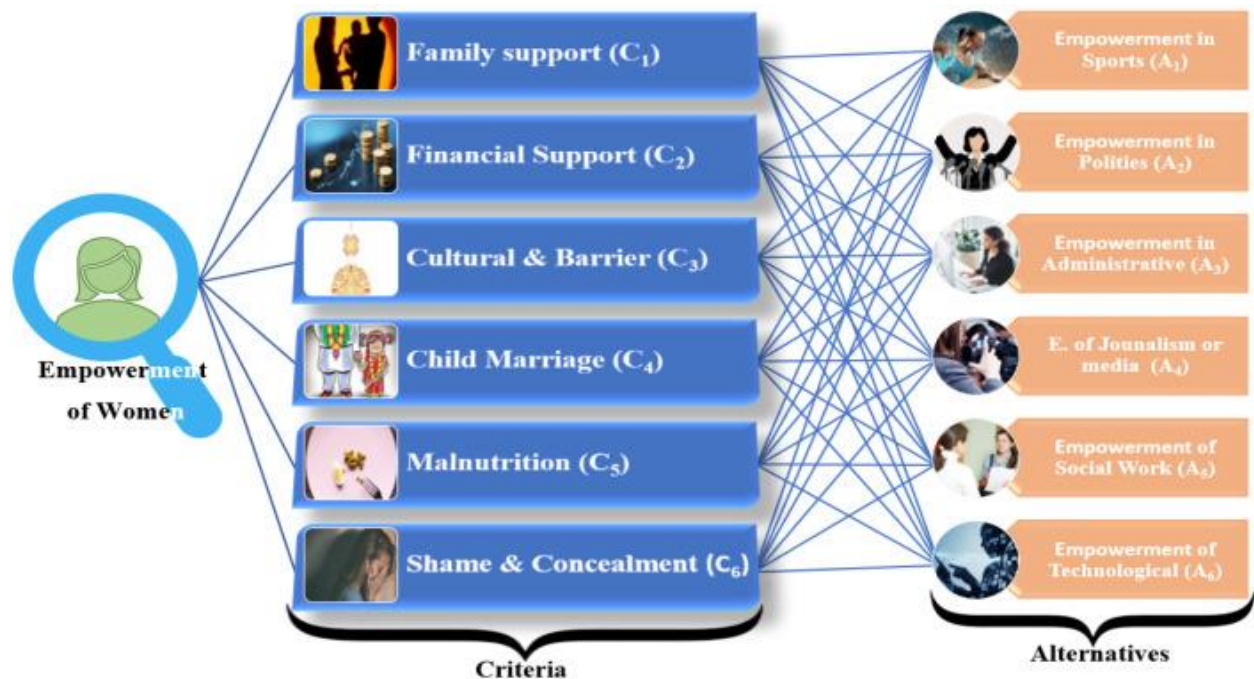 Empowerment
of Women
Family support (C₁)
Financial Support (C₂)
Cultural & Barrier (C₃)
Child Marriage (C₄)
Malnutrition (C₅)
Shame & Concealment (C₆)
Criteria
Empowerment in
Sports (A₁)
Empowerment in
Polities (A₂)
Empowerment in
Administrative (A₃)
E. of Jounalism or
media (A₄)
Empowerment of
Social Work (A₅)
Empowerment of
Technological (A₆)
Alternatives